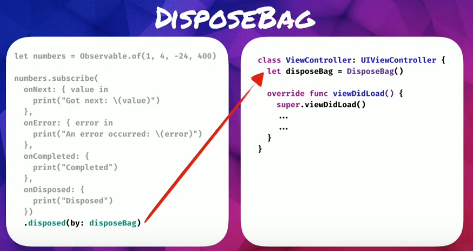 DISPOSEBAG
let numbers = Observable.of(1, 4, -24, 400)
numbers.subscribe(
onNext: { value in
print("Got next: \(value)")
},
onError: { error in
print("An error occurred: \(error)")
},
onCompleted: {
print("Completed")
},
onDisposed: {
print("Disposed")
})
.disposed(by: disposeBag)
class ViewController: UIViewController {
let disposeBag = DisposeBag()
override func viewDidLoad() {
super.viewDidLoad()
...
...
}
}